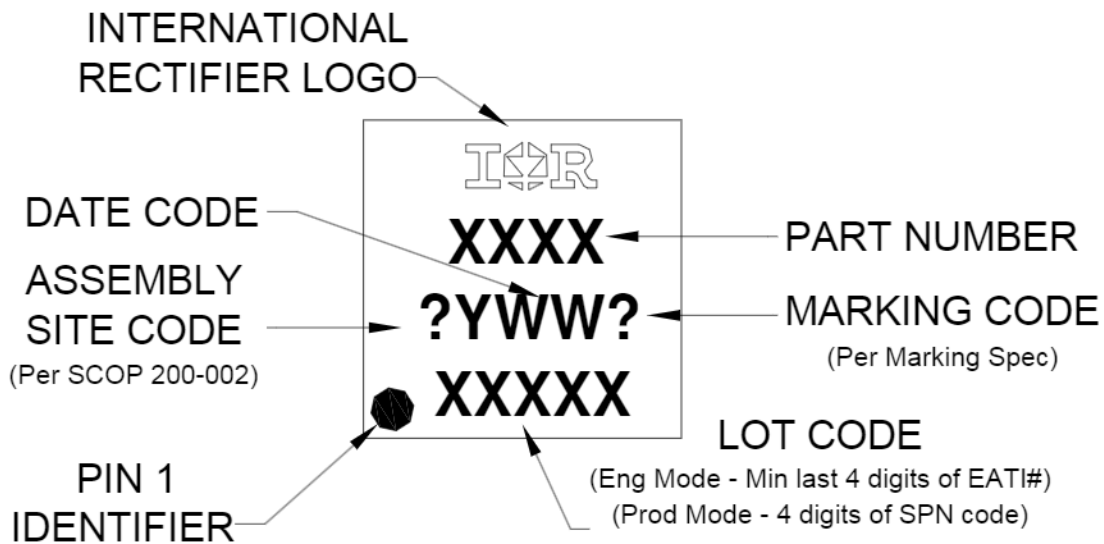 INTERNATIONAL
RECTIFIER LOGO
IOR
DATE CODE
XXXX
PART NUMBER
ASSEMBLY
SITE CODE
(Per SCOP 200-002)
?YWW?
MARKING CODE
(Per Marking Spec)
XXXXX
PIN 1
IDENTIFIER
LOT CODE
(Eng Mode - Min last 4 digits of EATI#)
(Prod Mode - 4 digits of SPN code)